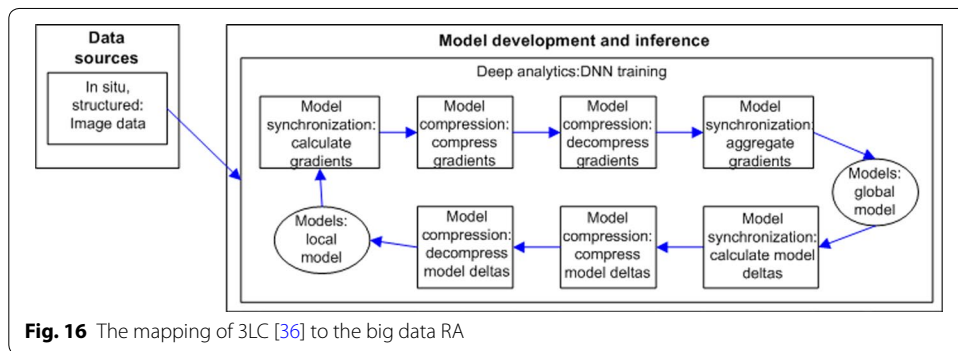 Data
sources
In situ,
structured:
Image data
Model development and inference
Deep analytics:DNN training
Model
synchronization:
calculate
gradients
Model
compression:
compress
gradients
Model
compression:
decompress
gradients
Model
synchronization:
aggregate
gradients
Models:
global
model
Model
synchronization:
calculate model
deltas
Model
compression:
compress
model deltas
Model
compression:
decompress
model deltas
Models:
local
model
Fig. 16 The mapping of 3LC [36] to the big data RA